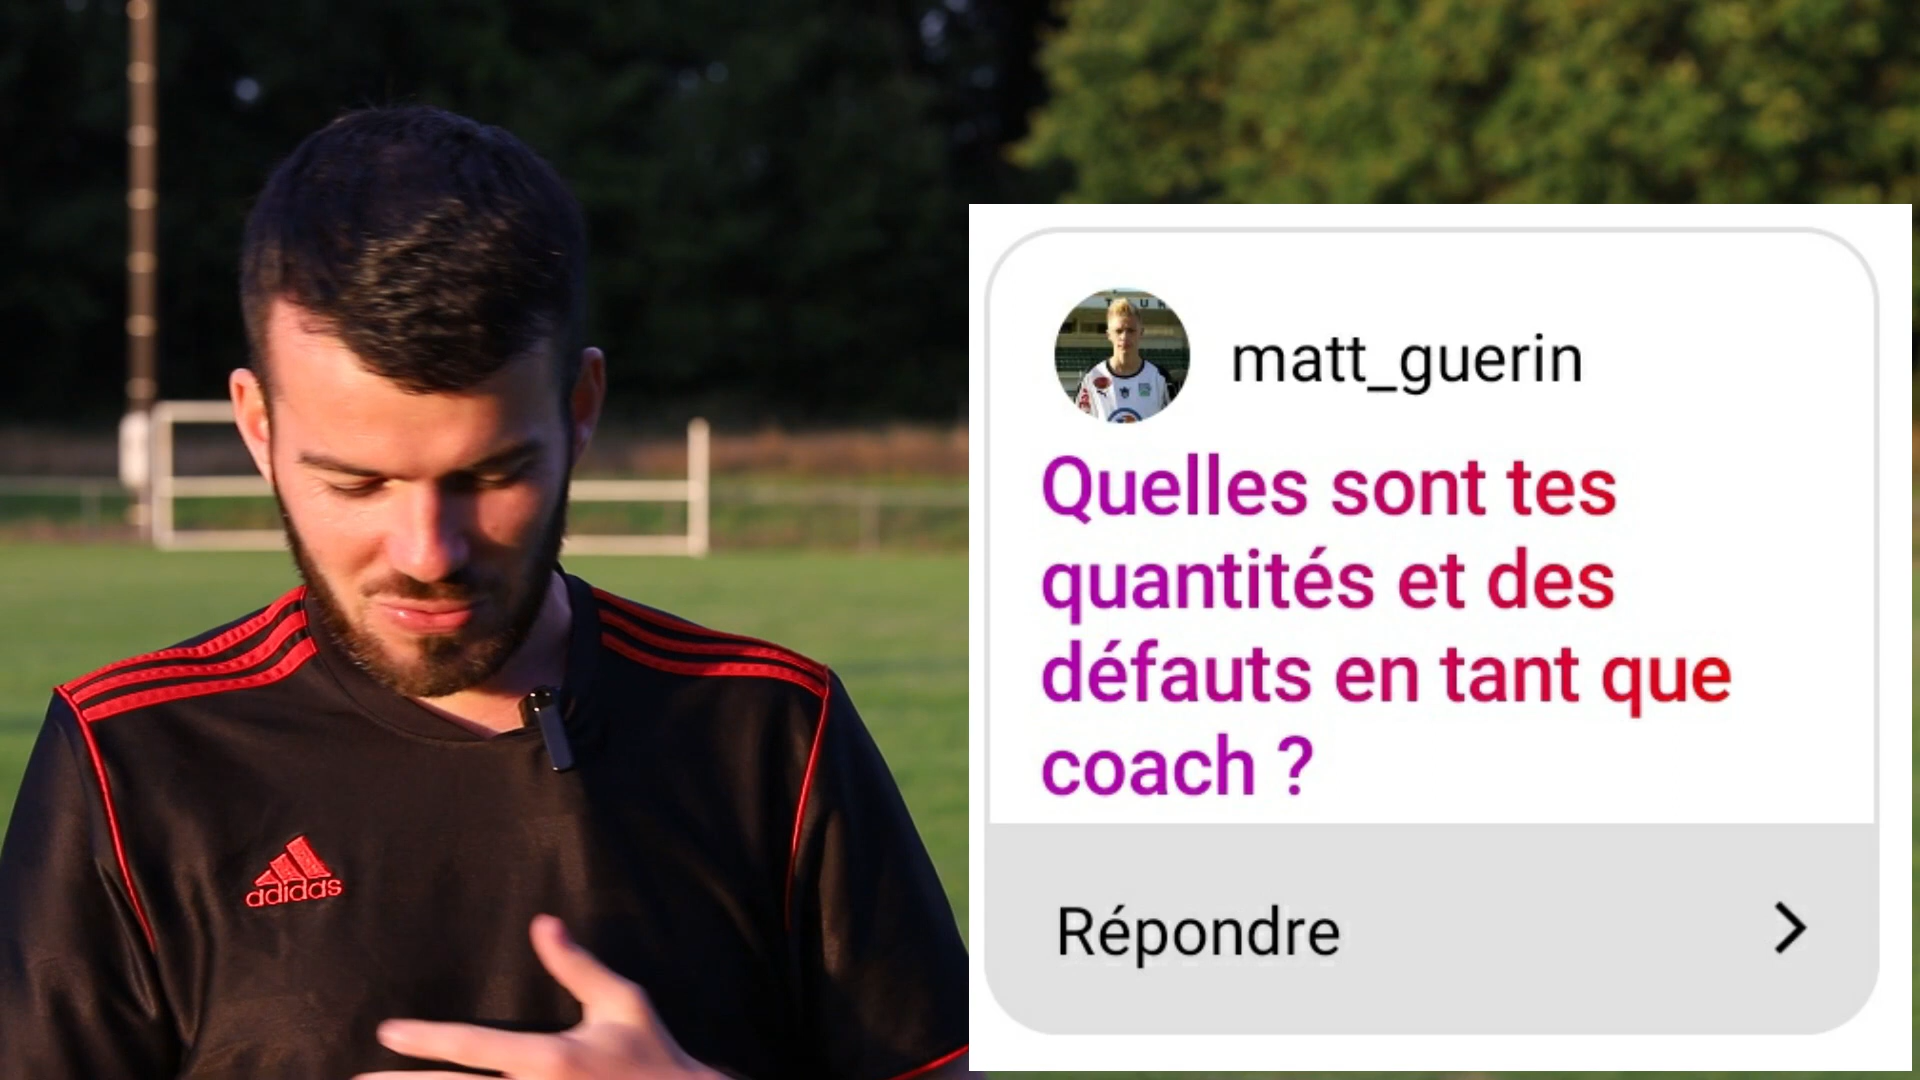 adidas
matt_guerin
Quelles sont tes
quantités et des
défauts en tant que
coach ?
Répondre